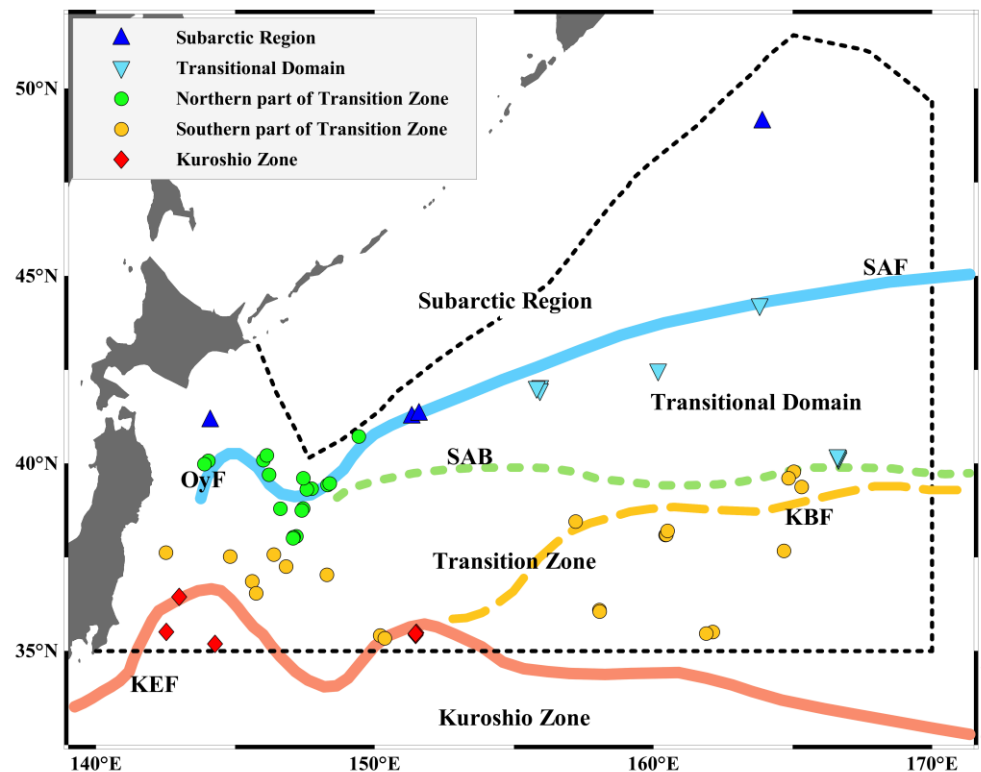 Subarctic Region
Transitional Domain
Northern part of Transition Zone
Southern part of Transition Zone
Kuroshio Zone
50°N
45°N
40°N
35°N
SAF
Subarctic Region
Transitional Domain
SAB
OyF
KBF
Transition Zone
KEF
Kuroshio Zone
140°E
150°E
160°E
170°E